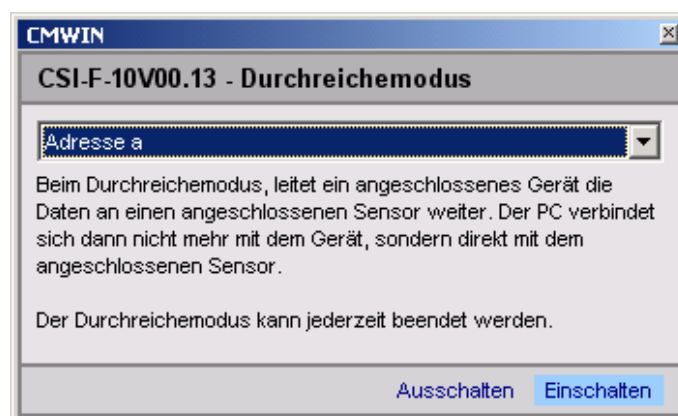 CMWIN
CSI-F-10V00.13 - Durchreichemodus
Adresse a
Beim Durchreichemodus, leitet ein angeschlossenes Gerät die
Daten an einen angeschlossenen Sensor weiter. Der PC verbindet
sich dann nicht mehr mit dem Gerät, sondern direkt mit dem
angeschlossenen Sensor.
Der Durchreichemodus kann jederzeit beendet werden.
Ausschalten Einschalten